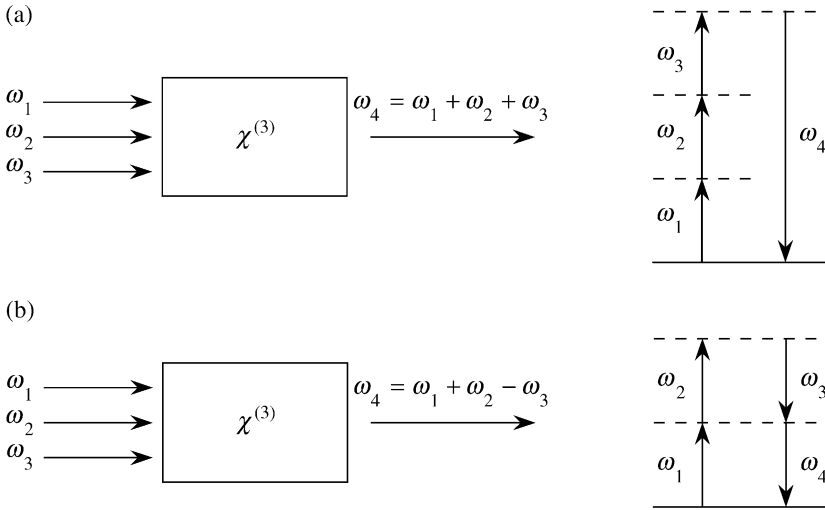 (a)
ω₁
ω₂
ω₃
χ⁽³⁾
ω₄ = ω₁ + ω₂ + ω₃
ω₃
ω₂
ω₁
ω₄
(b)
ω₁
ω₂
ω₃
χ⁽³⁾
ω₄ = ω₁ + ω₂ − ω₃
ω₂
ω₁
ω₃
ω₄